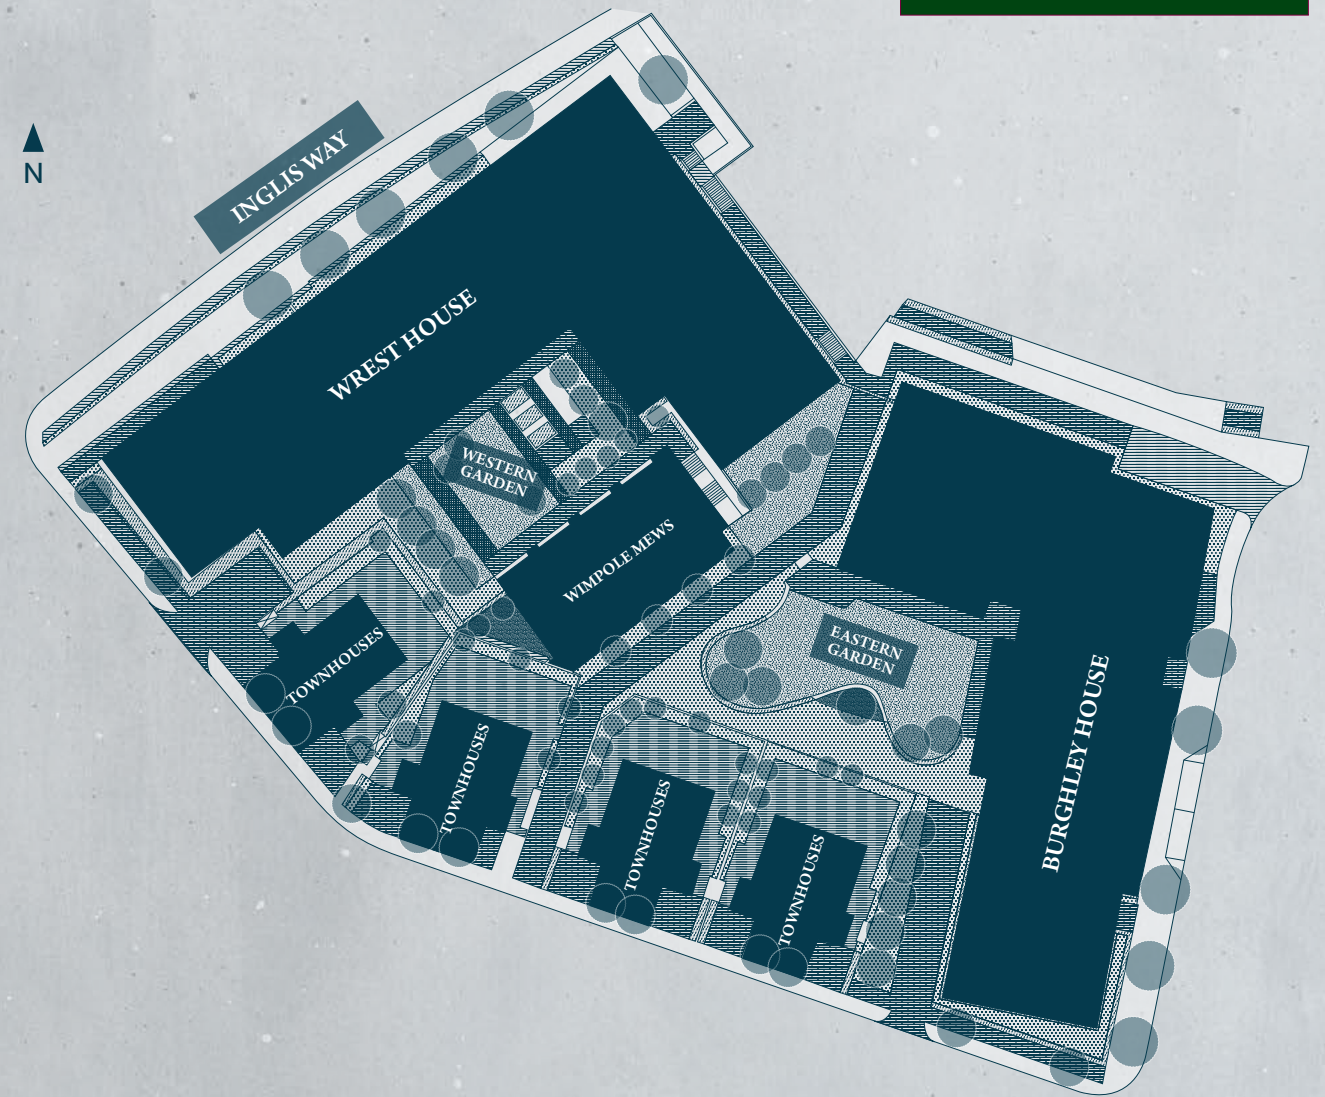 INGLIS WAY
N
WREST HOUSE
WESTERN
GARDEN
WIMPOLE MEWS
EASTERN
GARDEN
TOWNHOUSES
TOWNHOUSES
TOWNHOUSES
TOWNHOUSES
BURGHLEY HOUSE